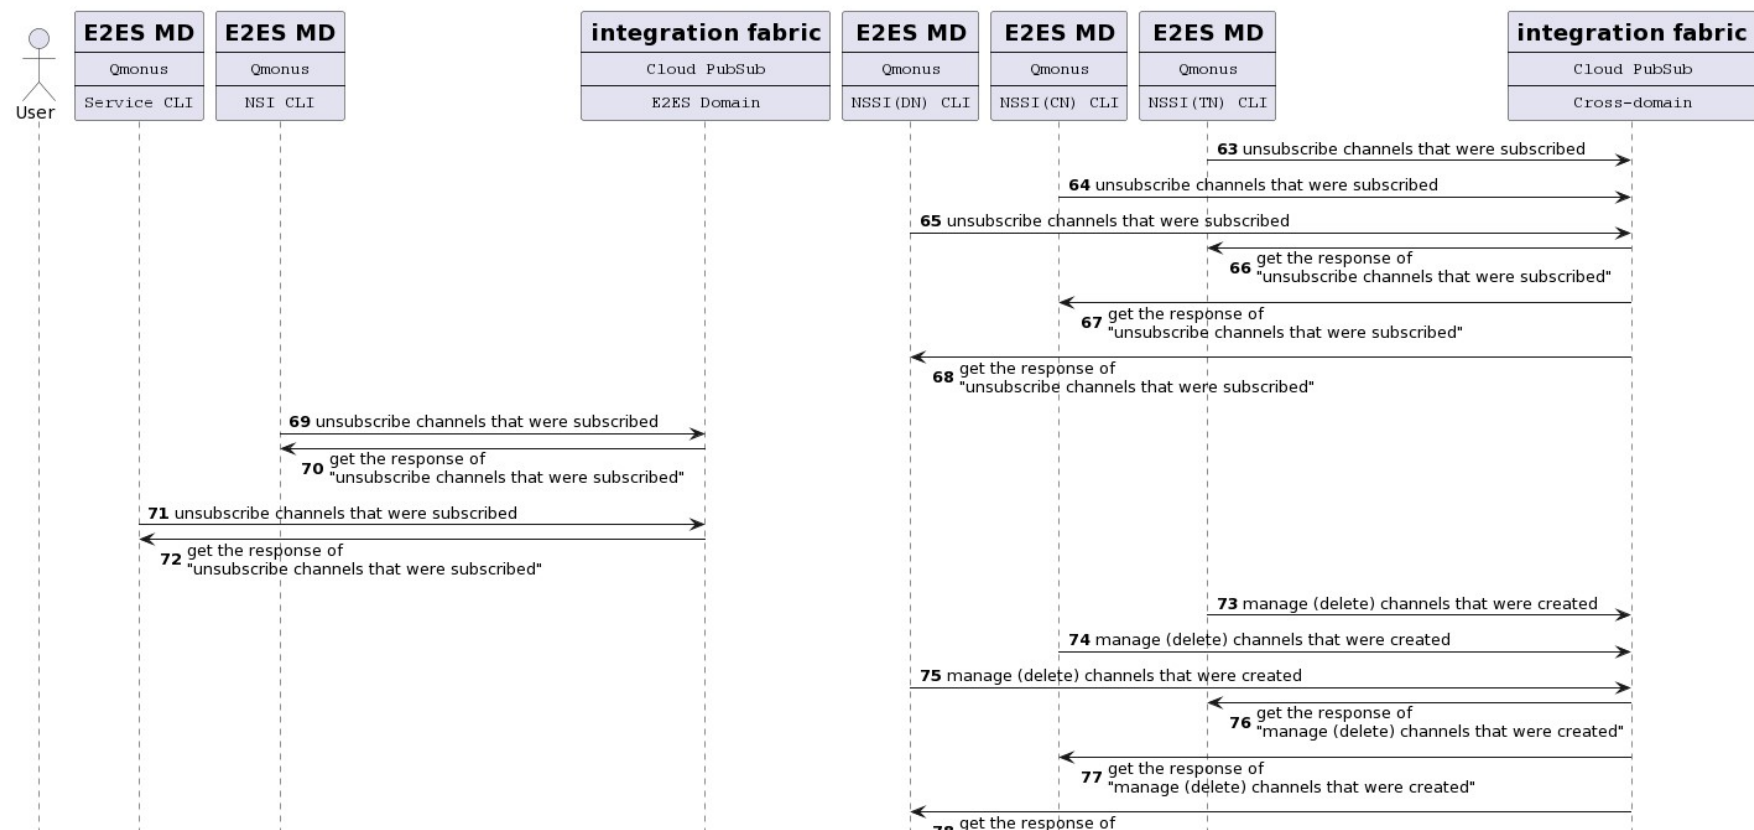 E2ES MD
Qmonus
Service CLI
E2ES MD
Qmonus
NSI CLI
integration fabric
Cloud PubSub
E2ES Domain
E2ES MD
Qmonus
NSSI(DN) CLI
E2ES MD
Qmonus
NSSI(CN) CLI
E2ES MD
Qmonus
NSSI(TN) CLI
integration fabric
Cloud PubSub
Cross-domain
User
63 unsubscribe channels that were subscribed
64 unsubscribe channels that were subscribed
65 unsubscribe channels that were subscribed
66 get the response of
"unsubscribe channels that were subscribed"
67 get the response of
"unsubscribe channels that were subscribed"
68 get the response of
"unsubscribe channels that were subscribed"
69 unsubscribe channels that were subscribed
70 get the response of
"unsubscribe channels that were subscribed"
71 unsubscribe channels that were subscribed
72 get the response of
"unsubscribe channels that were subscribed"
73 manage (delete) channels that were created
74 manage (delete) channels that were created
75 manage (delete) channels that were created
76 get the response of
"manage (delete) channels that were created"
77 get the response of
"manage (delete) channels that were created"
78 get the response of